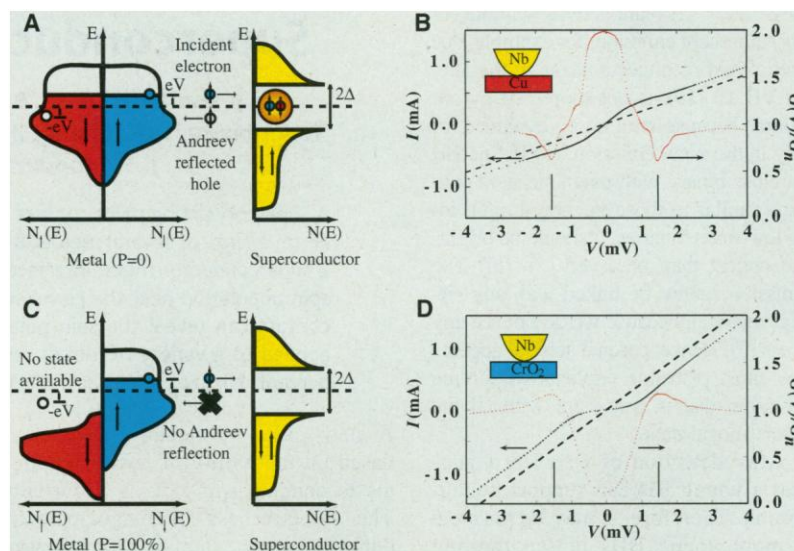 A
E
eV
-eV
Incident
electron
Andreev
reflected
hole
E
2Δ
N↓(E)
N↑(E)
N(E)
Metal (P=0)
Superconductor
B
Nb
Cu
I (mA)
1.0
0.0
-1.0
2.0
1.5
1.0
0.5
0.0
G(V)/Gn
-4 -3 -2 -1 0 1 2 3 4
V(mV)
C
E
No state
available
eV
-eV
No Andreev
reflection
E
2Δ
N(E)
Metal (P=100%)
Superconductor
D
Nb
CrO2
I (mA)
1.0
0.0
1.0
2.0
1.5
1.0
0.5
0.0
G(V)/Gn
-4 -3 -2 -1 0 1 2 3 4
V(mV)